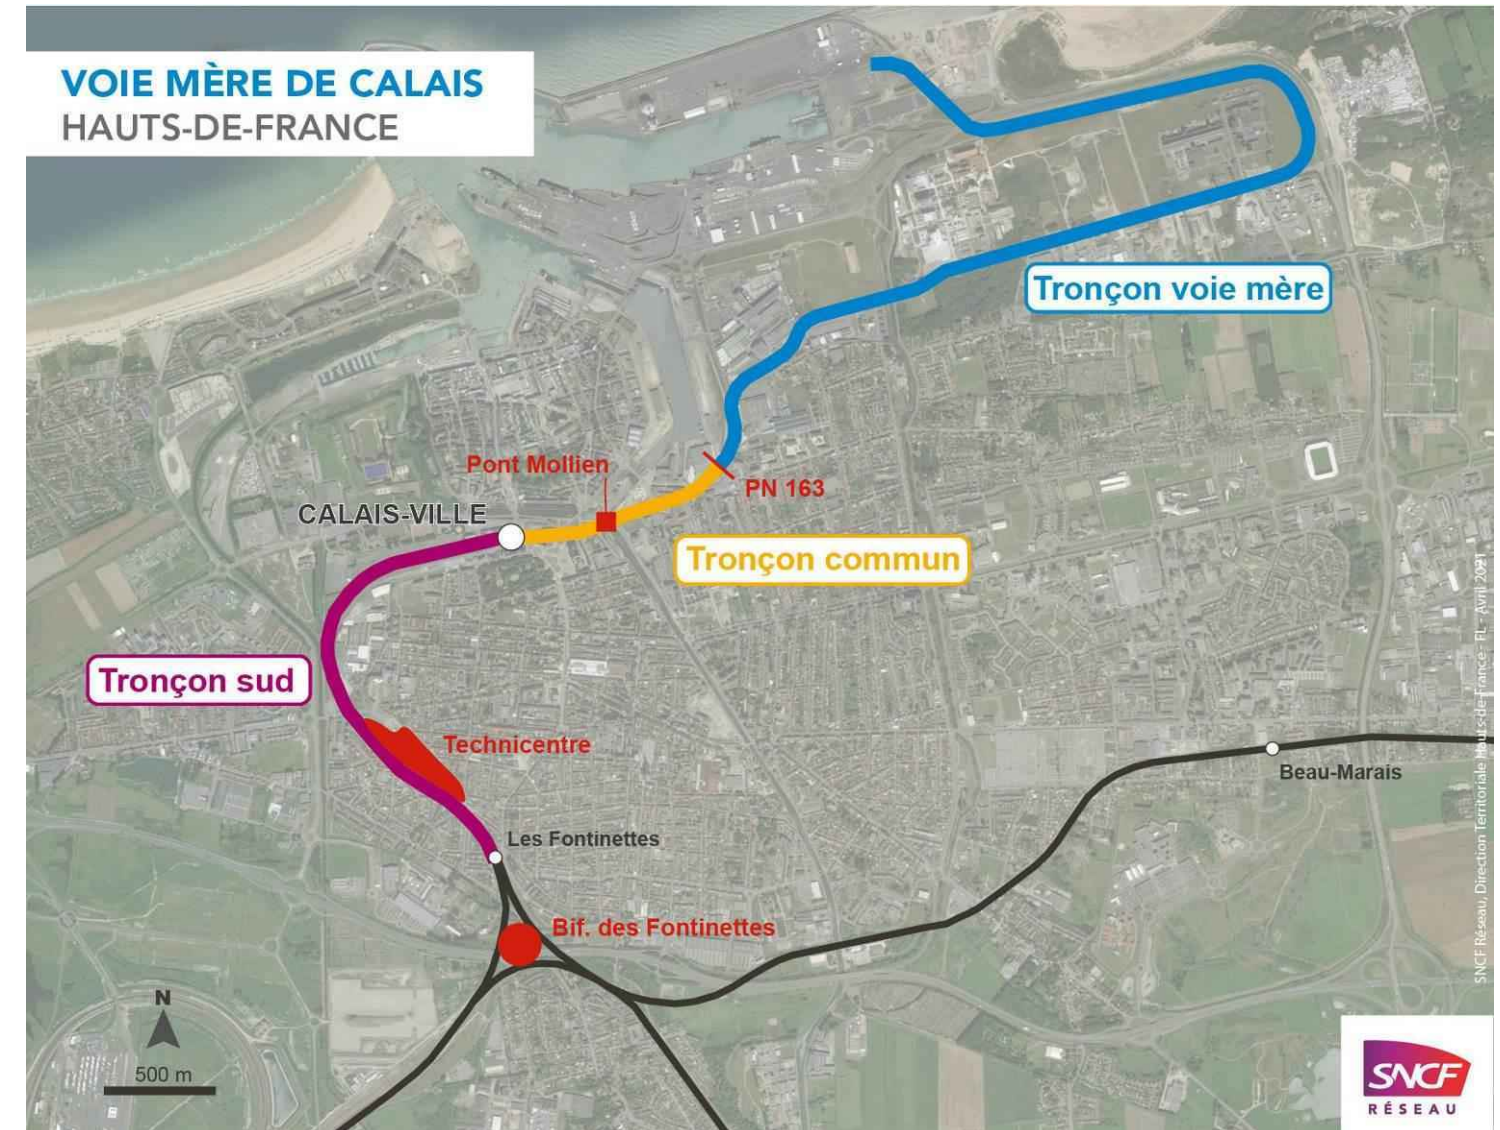 VOIE MÈRE DE CALAIS
HAUTS-DE-FRANCE
Tronçon voie mère
Pont Mollien
PN 163
CALAIS-VILLE
Tronçon commun
Tronçon sud
Technicentre
Beau-Marais
Les Fontinettes
Bif. des Fontinettes
N
500 m
SNCF Réseau, Direction Territoriale Hauts-de-France - FL - Avril 2021
SNCF
RÉSEAU